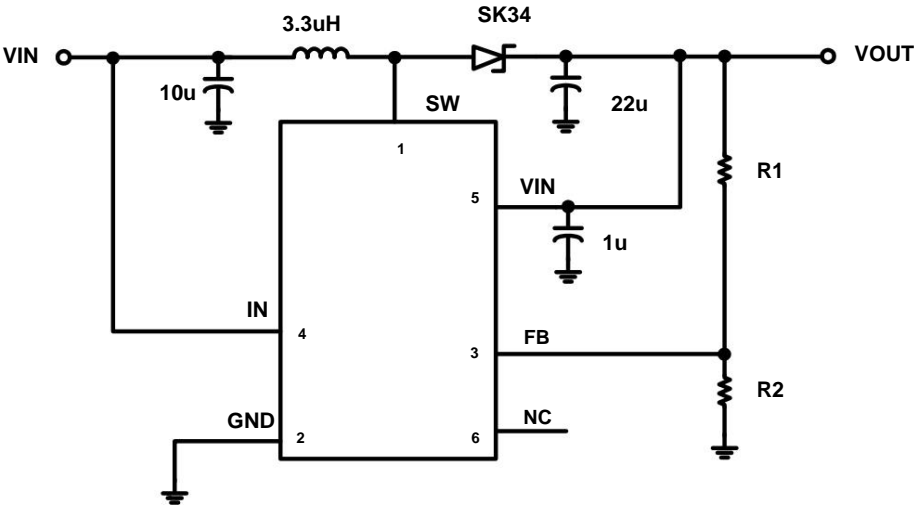 3.3uH
SK34
VIN
VOUT
10u
SW
22u
1
R1
5
VIN
1u
IN
4
3
FB
R2
GND
2
6
NC